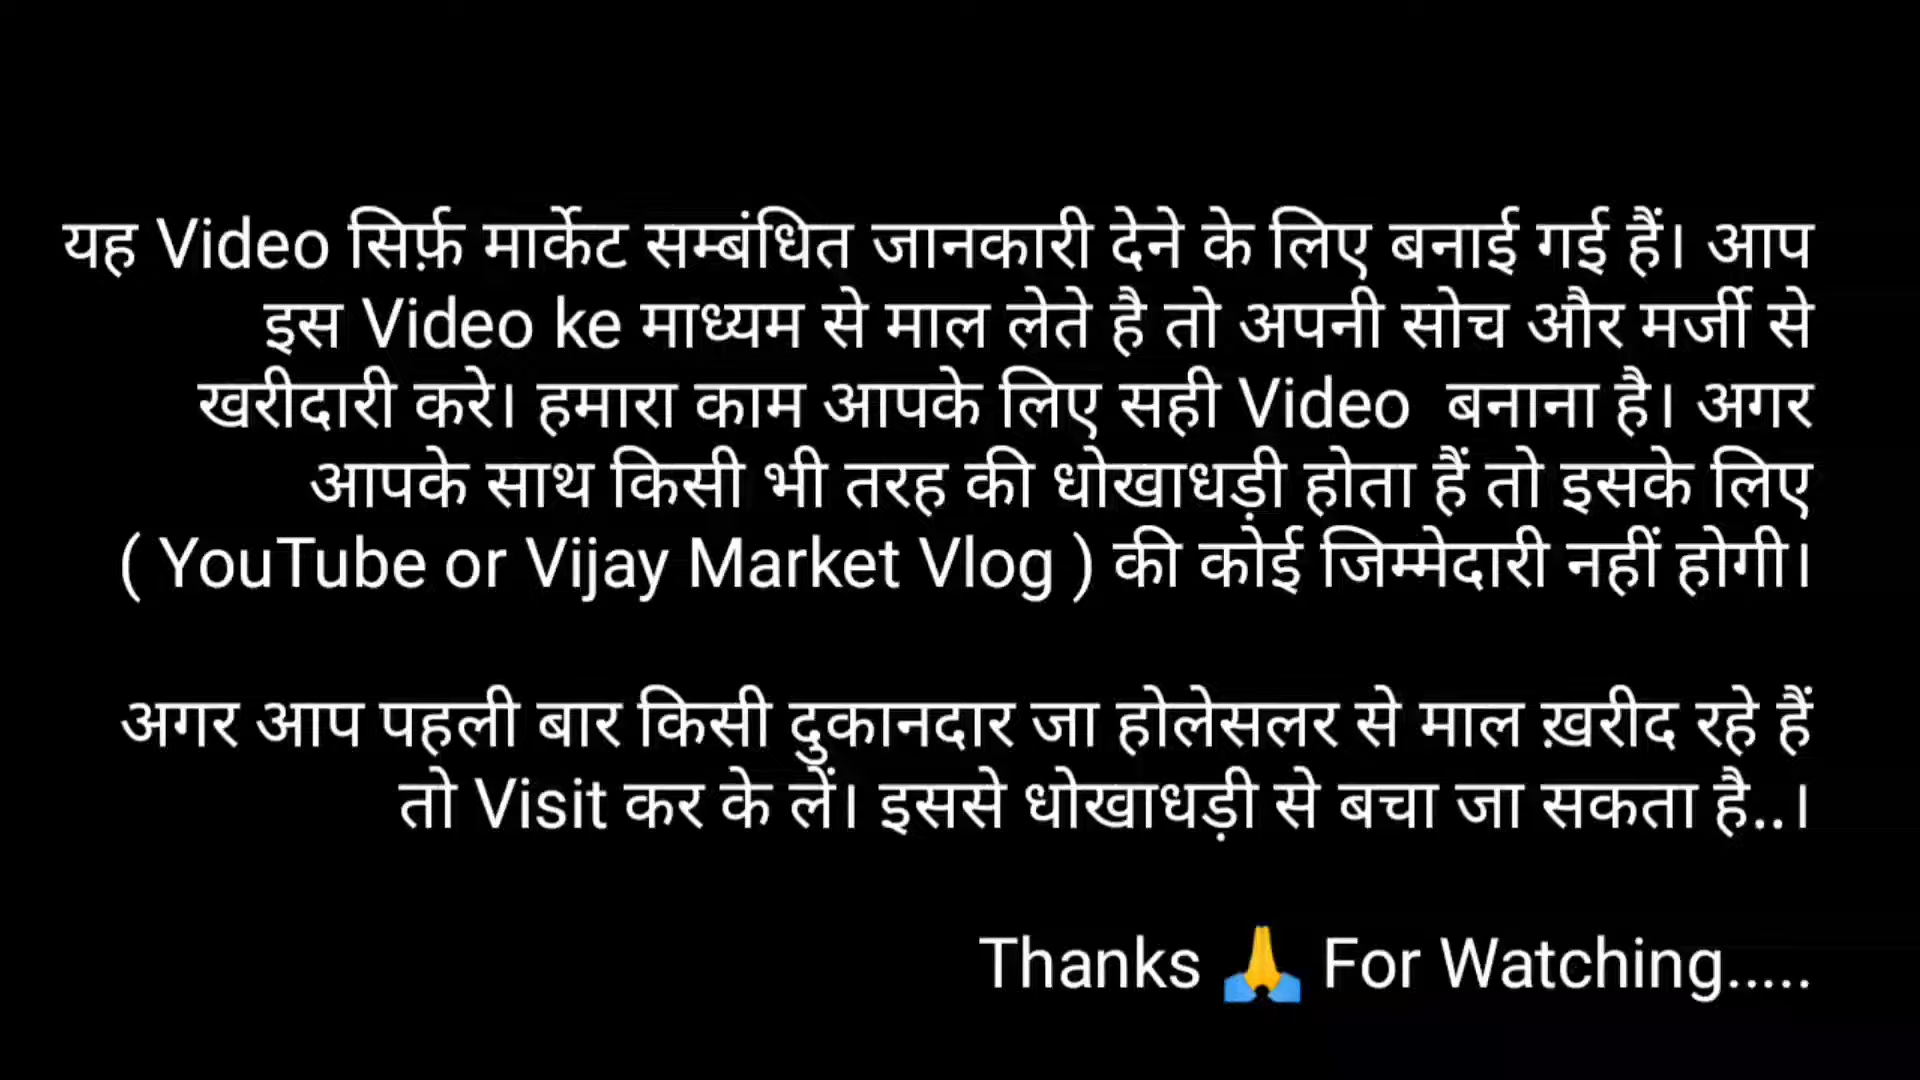 यह Video सिर्फ़ मार्केट सम्बंधित जानकारी देने के लिए बनाई गई हैं। आप
इस Video ke माध्यम से माल लेते है तो अपनी सोच और मर्जी से
खरीदारी करे। हमारा काम आपके लिए सही Video  बनाना है। अगर
आपके साथ किसी भी तरह की धोखाधड़ी होता हैं तो इसके लिए
( YouTube or Vijay Market Vlog ) की कोई जिम्मेदारी नहीं होगी।
अगर आप पहली बार किसी दुकानदार जा होलेसलर से माल ख़रीद रहे हैं
तो Visit कर के लें। इससे धोखाधड़ी से बचा जा सकता है..।
Thanks 🙏 For Watching.....